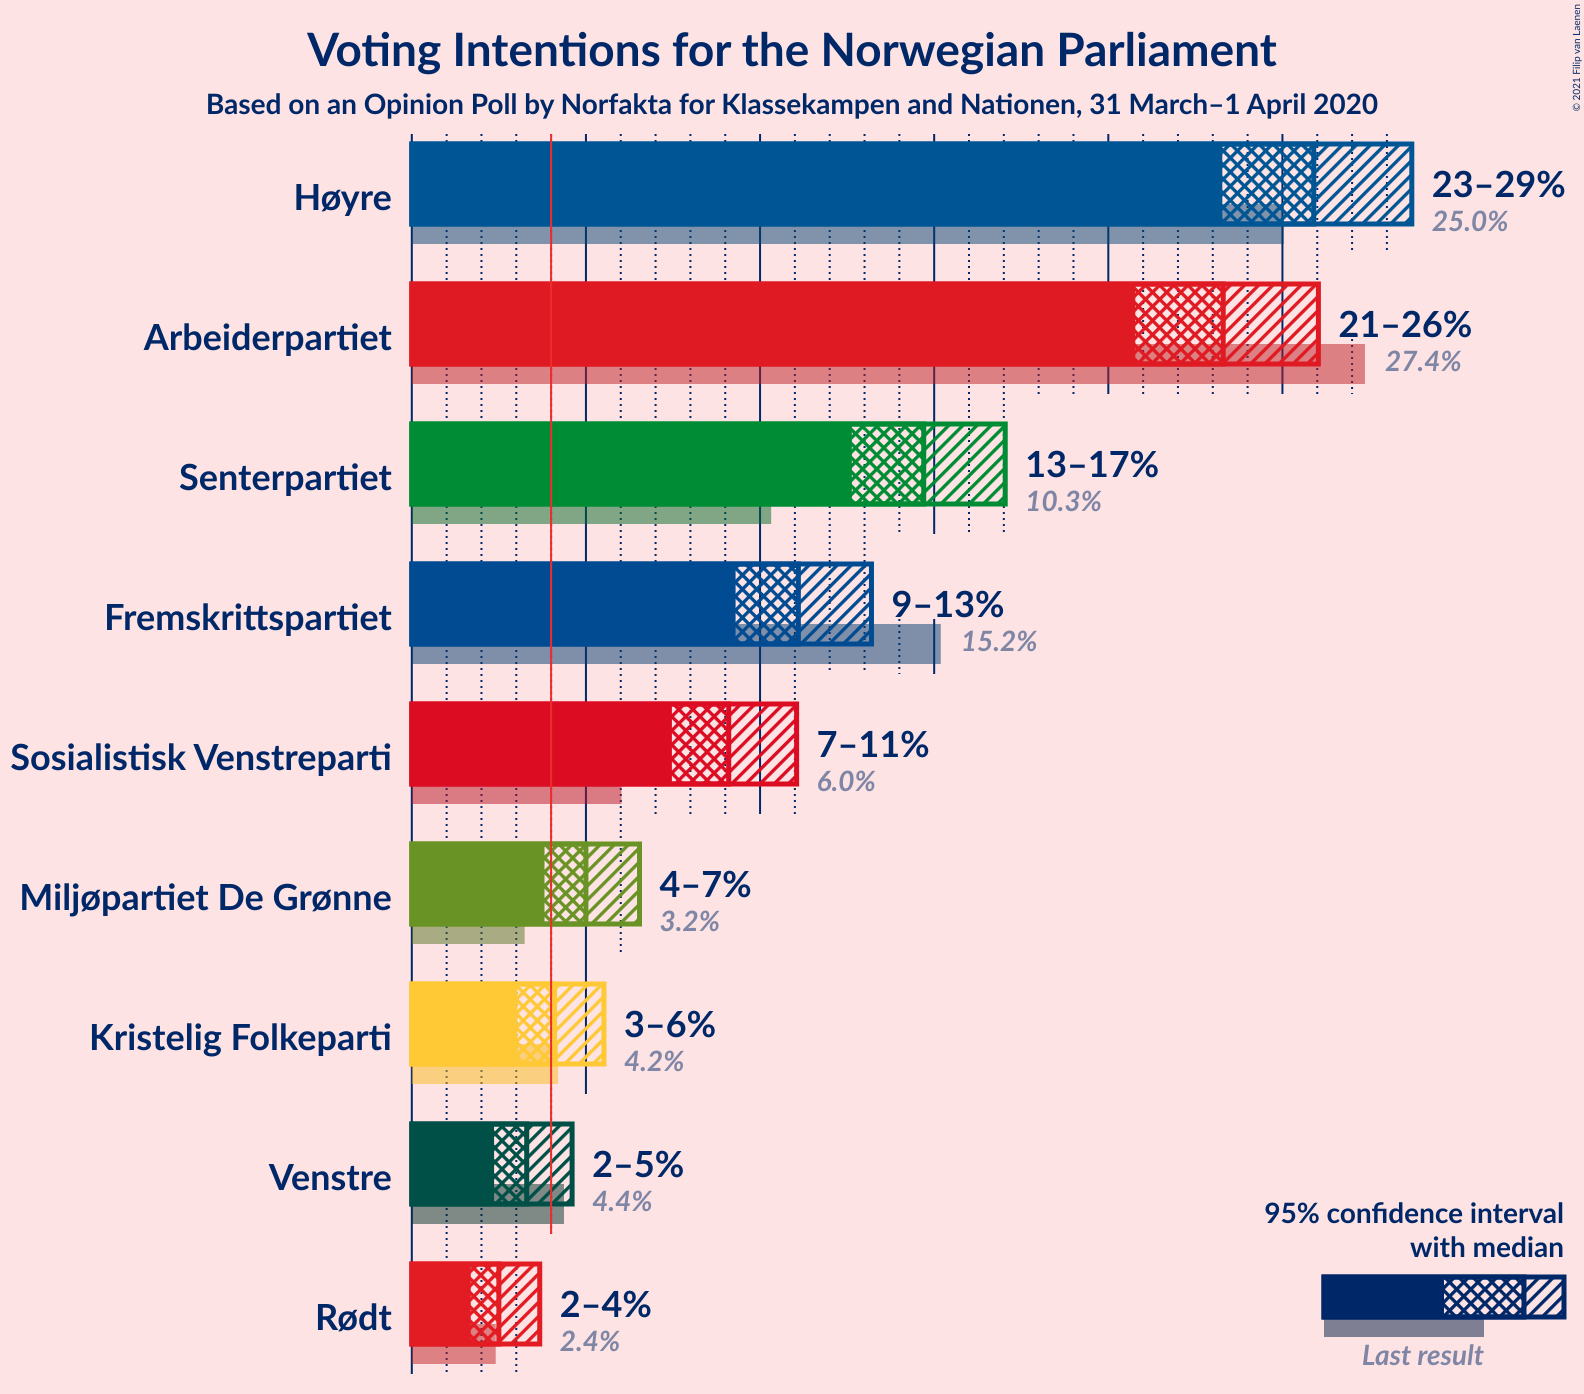 Voting Intentions for the Norwegian Parliament
Based on an Opinion Poll by Norfakta for Klassekampen and Nationen, 31 March–1 April 2020
© 2021 Filip van Laenen
Høyre
23–29%
25.0%
Arbeiderpartiet
21–26%
27.4%
Senterpartiet
13–17%
10.3%
Fremskrittspartiet
9–13%
15.2%
Sosialistisk Venstreparti
7–11%
6.0%
Miljøpartiet De Grønne
4–7%
3.2%
Kristelig Folkeparti
3–6%
4.2%
Venstre
2–5%
4.4%
Rødt
2–4%
2.4%
95% confidence interval
with median
Last result